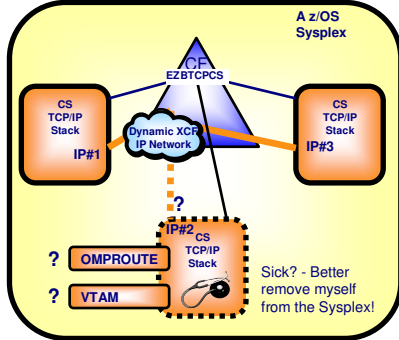 A z/OS
Sysplex
CF
EZBTCPCS
CS
TCP/IP
Stack
IP#1
Dynamic XCF
IP Network
CS
TCP/IP
Stack
IP#3
?
IP#2
CS
TCP/IP
Stack
? OMPROUTE
? VTAM
Sick? - Better
remove myself
from the Sysplex!